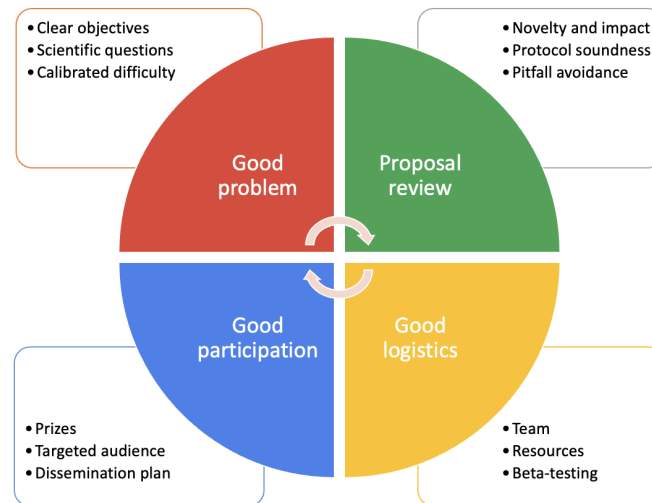 • Clear objectives
• Scientific questions
• Calibrated difficulty
• Novelty and impact
• Protocol soundness
• Pitfall avoidance
Good
problem
Proposal
review
Good
participation
Good
logistics
• Prizes
• Targeted audience
• Dissemination plan
• Team
• Resources
• Beta-testing